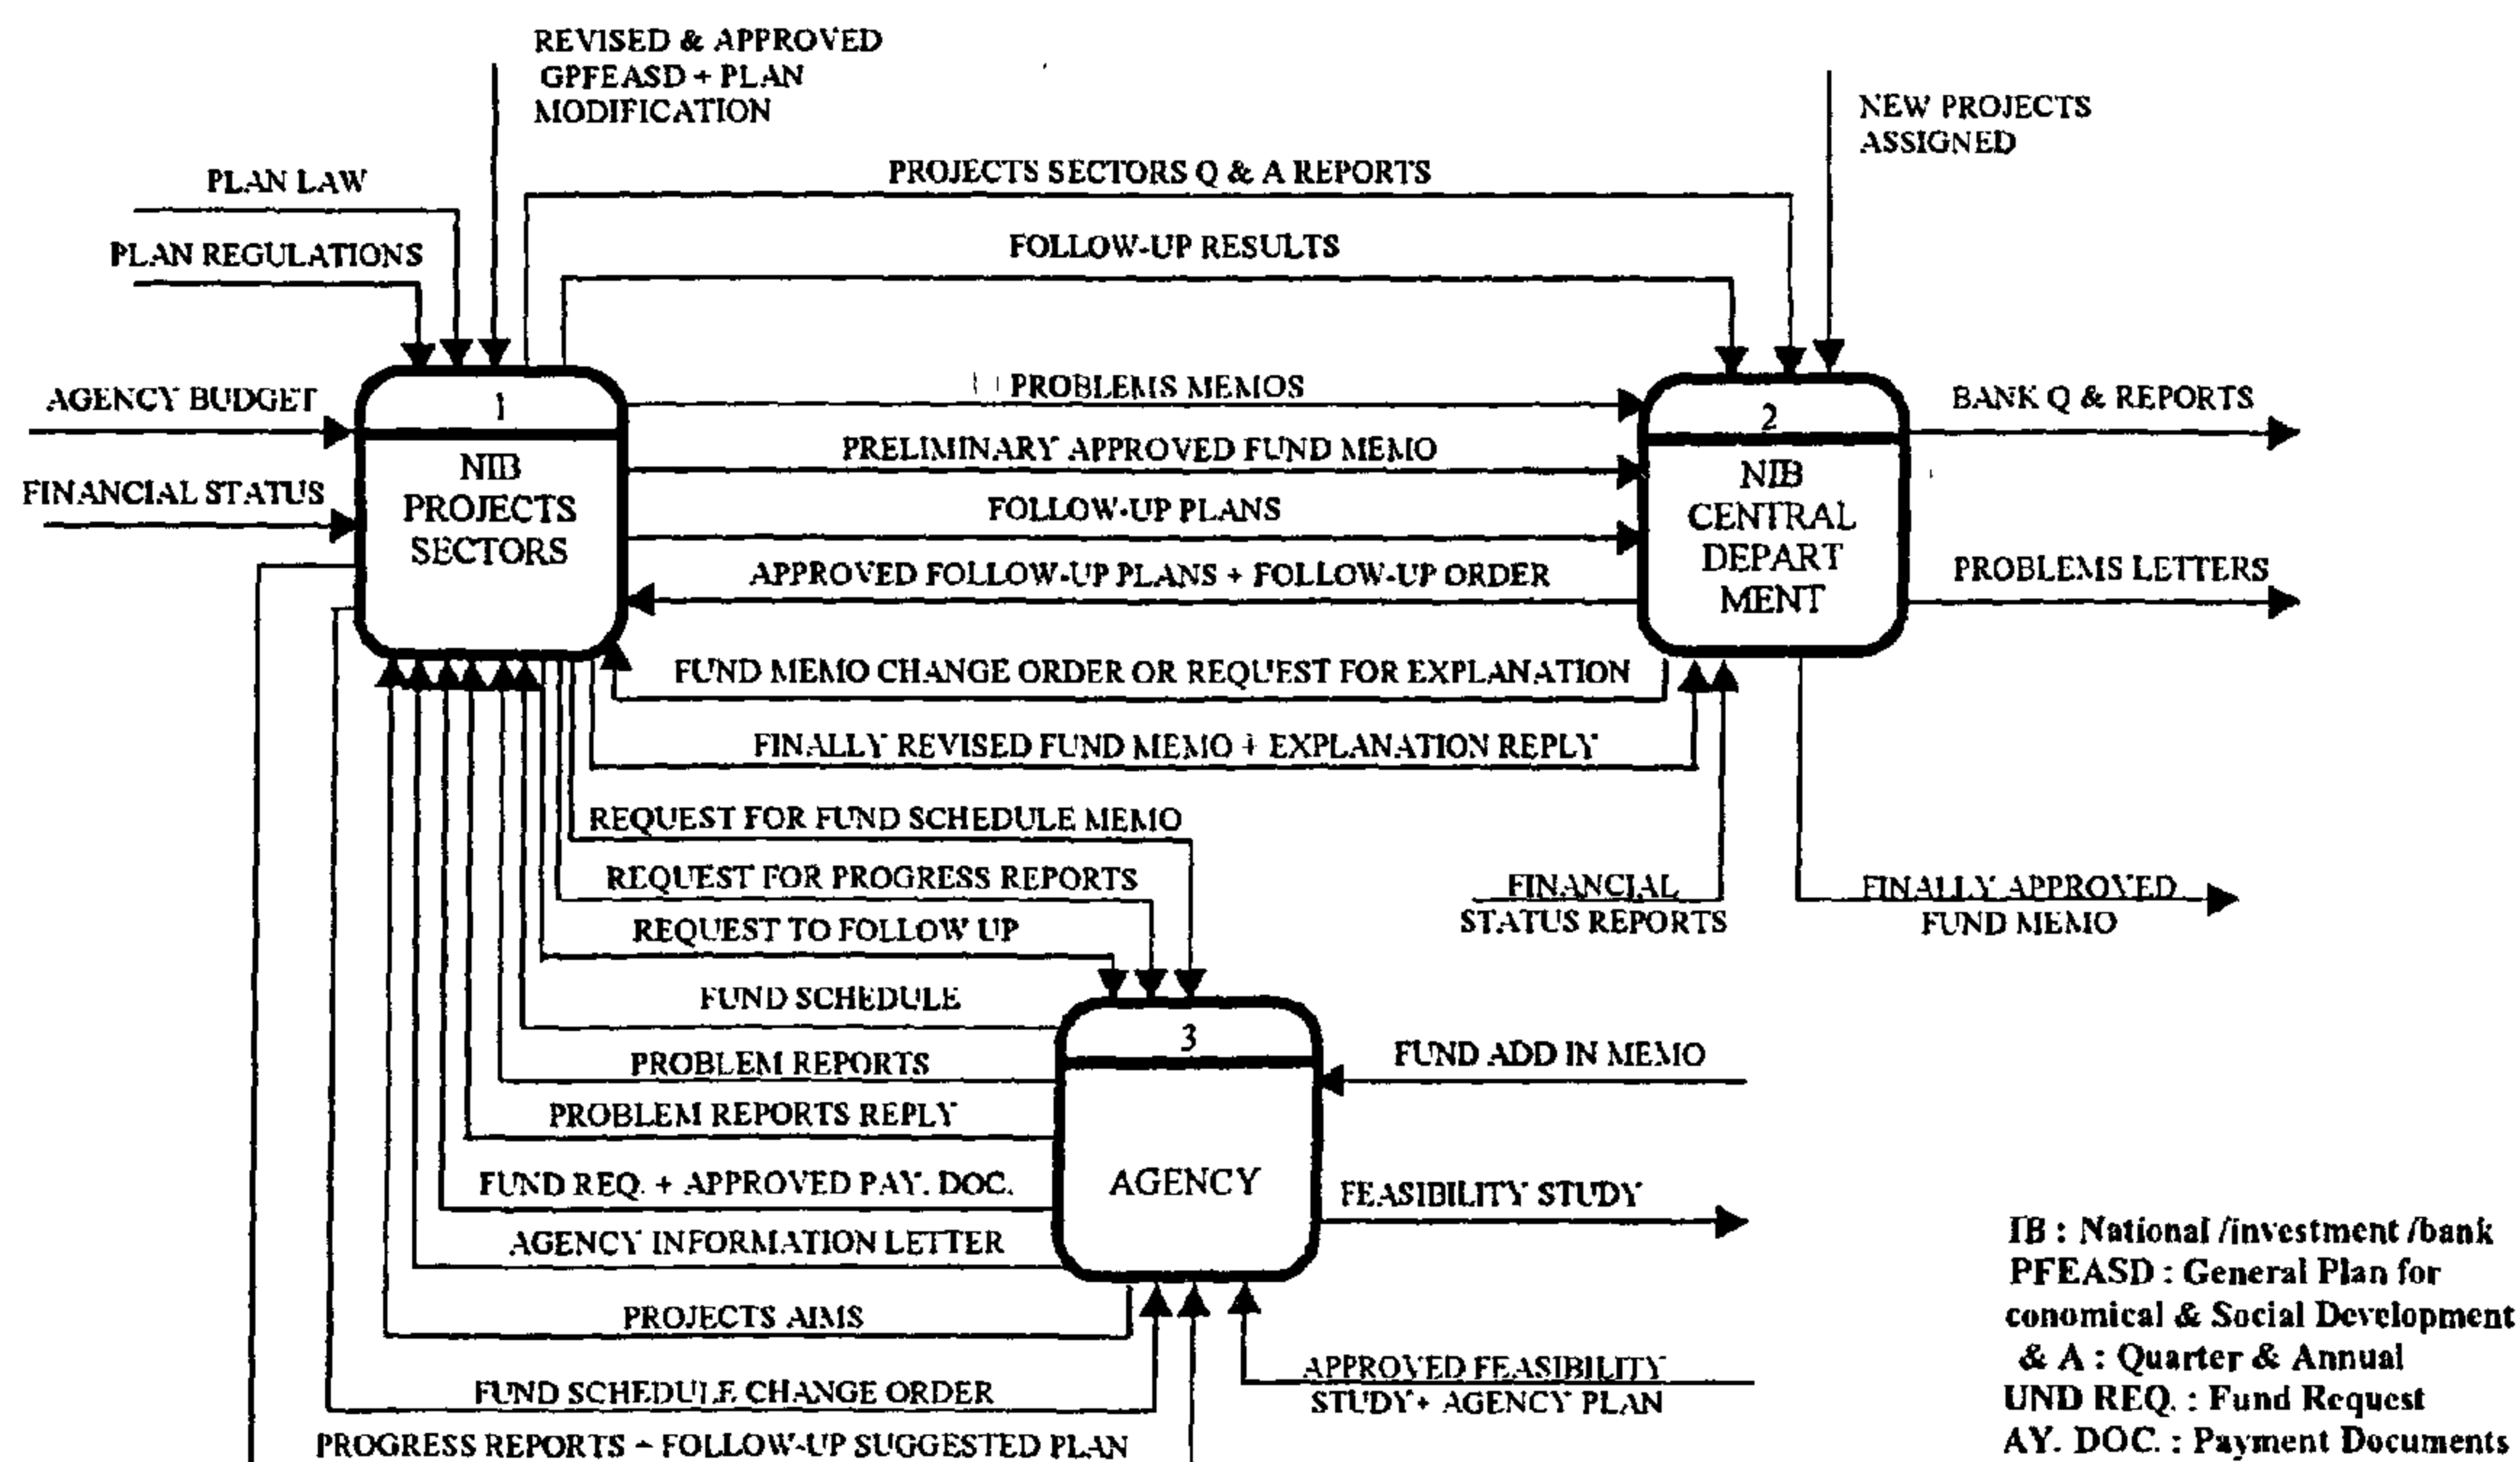 REVISED & APPROVED
GPFEASD + PLAN
MODIFICATION
NEW PROJECTS
ASSIGNED
PLAN LAW
PROJECTS SECTORS Q & A REPORTS
PLAN REGULATIONS
FOLLOW-UP RESULTS
AGENCY BUDGET
1
PROBLEMS MEMOS
2
BANK Q & REPORTS
NIB
PROJECTS
SECTORS
PRELIMINARY APPROVED FUND MEMO
NIB
CENTRAL
DEPART
MENT
FINANCIAL STATUS
FOLLOW-UP PLANS
APPROVED FOLLOW-UP PLANS + FOLLOW-UP ORDER
PROBLEMS LETTERS
FUND MEMO CHANGE ORDER OR REQUEST FOR EXPLANATION
FINALLY REVISED FUND MEMO + EXPLANATION REPLY
REQUEST FOR FUND SCHEDULE MEMO
REQUEST FOR PROGRESS REPORTS
FINANCIAL
STATUS REPORTS
FINALLY APPROVED
FUND MEMO
REQUEST TO FOLLOW UP
FUND SCHEDULE
3
FUND ADD IN MEMO
PROBLEM REPORTS
PROBLEM REPORTS REPLY
FUND REQ. + APPROVED PAY. DOC.
AGENCY
FEASIBILITY STUDY
AGENCY INFORMATION LETTER
PROJECTS AIMS
APPROVED FEASIBILITY
STUDY+ AGENCY PLAN
FUND SCHEDULE CHANGE ORDER
PROGRESS REPORTS - FOLLOW-UP SUGGESTED PLAN
IB : National /investment /bank
PFEASD : General Plan for
conomical & Social Development
& A : Quarter & Annual
UND REQ. : Fund Request
AY. DOC. : Payment Documents